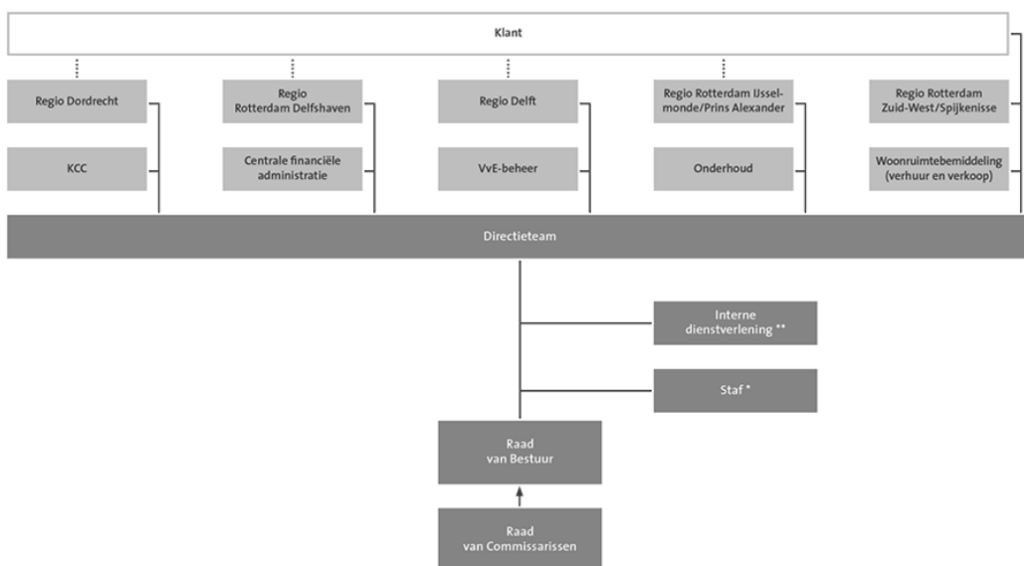 Klant
Regio Dordrecht
Regio
Rotterdam Delfshaven
Regio Delft
Regio Rotterdam IJssel-
monde/Prins Alexander
Regio Rotterdam
Zuid-West/Spijkenisse
KCC
Centrale financiële
administratie
VvE-beheer
Onderhoud
Woonruimtebemiddeling
(verhuur en verkoop)
Directieteam
Interne
dienstverlening **
Staf *
Raad
van Bestuur
Raad
van Commissarissen